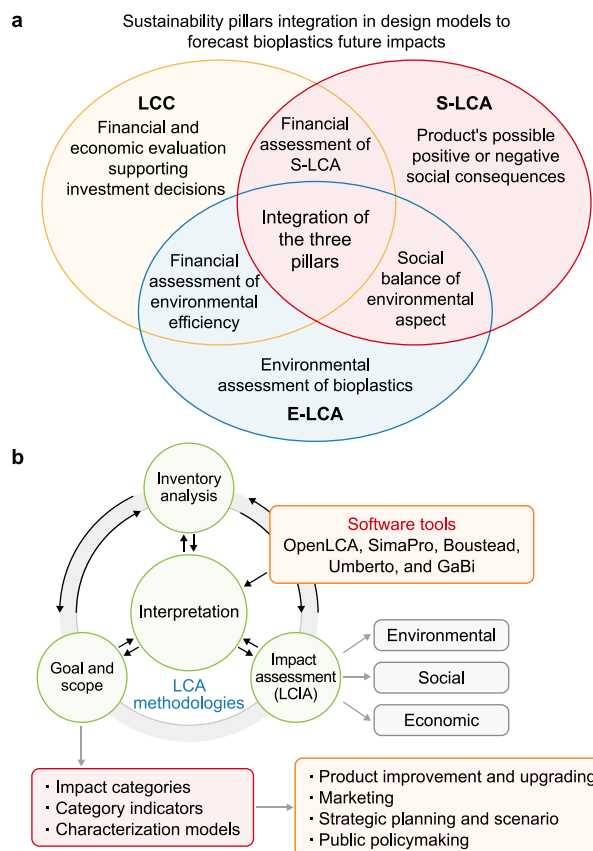 a
Sustainability pillars integration in design models to
forecast bioplastics future impacts
LCC
Financial and
economic evaluation
supporting
investment decisions
Financial
assessment of
S-LCA
S-LCA
Product's possible
positive or negative
social consequences
Integration of
the three
pillars
Financial
assessment of
environmental
efficiency
Social
balance of
environmental
aspect
Environmental
assessment of bioplastics
E-LCA
b
Inventory
analysis
Software tools
OpenLCA, SimaPro, Boustead,
Umberto, and GaBi
Interpretation
Goal and
scope
LCA
methodologies
Impact
assessment
(LCIA)
Environmental
Social
Economic
· Impact categories
· Category indicators
· Characterization models
· Product improvement and upgrading
· Marketing
· Strategic planning and scenario
· Public policymaking